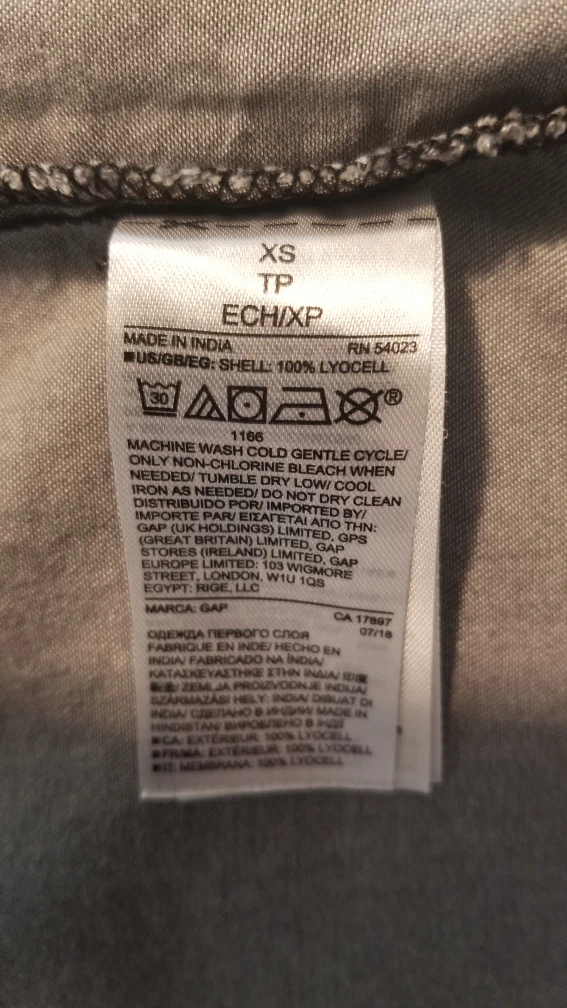 XS
TP
ECH/XP
MADE IN INDIA RN 54023
US/GB/EG: SHELL: 100% LYOCELL
30 ®
1166
MACHINE WASH COLD GENTLE CYCLE/
ONLY NON-CHLORINE BLEACH WHEN
NEEDED/ TUMBLE DRY LOW/ COOL
IRON AS NEEDED/ DO NOT DRY CLEAN
DISTRIBUIDO POR/ IMPORTED BY/
IMPORTE PAR/ ΕΙΣΑΓΕΤΑΙ ΑΠΟ ΤΗΝ:
GAP (UK HOLDINGS) LIMITED, GPS
(GREAT BRITAIN) LIMITED, GAP
STORES (IRELAND) LIMITED, GAP
EUROPE LIMITED: 103 WIGMORE
STREET, LONDON, W1U 1QS
EGYPT: RIGE, LLC
MARCA: GAP CA 17897
07/18
ОДЕЖДА ПЕРВОГО СЛОЯ
FABRIQUE EN INDE/ HECHO EN
INDIA/ FABRICADO NA ÍNDIA/
ΚΑΤΑΣΚΕΥΑΣΤΗΚΕ ΣΤΗΝ ΙΝΔΙΑ/
ZEMLJA PROIZVODNJE INDIJA/
SZÁRMAZÁSI HELY: INDIA/ DIBUAT DI
INDIA/ СДЕЛАНО В ИНДИИ/ MADE IN
HINDISTAN/ ВИРОБЛЕНО В ІНДІЇ
CA: EXTÉRIEUR: 100% LYOCELL
FR/MA: EXTÉRIEUR: 100% LYOCELL
IT: MEMBRANA: 100% LYOCELL